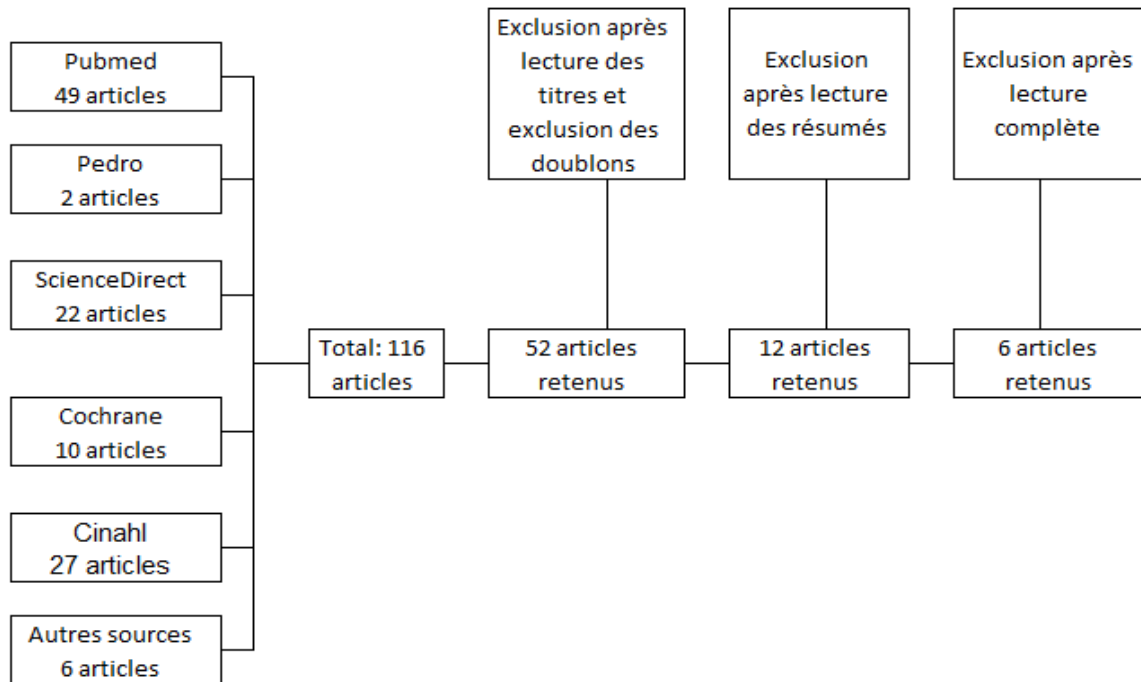 Pubmed
49 articles
Pedro
2 articles
ScienceDirect
22 articles
Cochrane
10 articles
Cinahl
27 articles
Autres sources
6 articles
Total: 116
articles
Exclusion après
lecture des
titres et
exclusion des
doublons
52 articles
retenus
Exclusion
après lecture
des résumés
12 articles
retenus
Exclusion après
lecture
complète
6 articles
retenus